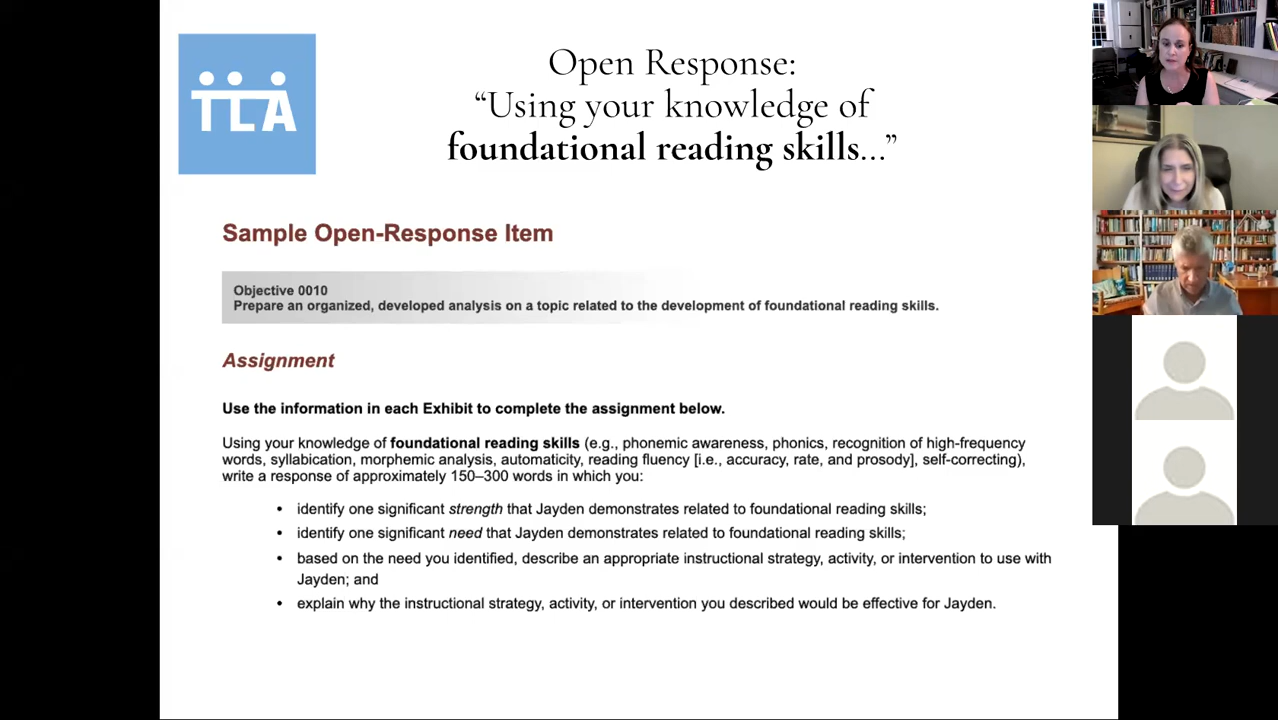 TLA
Open Response:
“Using your knowledge of
foundational reading skills…”
Sample Open-Response Item
Objective 0010
Prepare an organized, developed analysis on a topic related to the development of foundational reading skills.
Assignment
Use the information in each Exhibit to complete the assignment below.
Using your knowledge of foundational reading skills (e.g., phonemic awareness, phonics, recognition of high-frequency
words, syllabication, morphemic analysis, automaticity, reading fluency [i.e., accuracy, rate, and prosody], self-correcting),
write a response of approximately 150–300 words in which you:
• identify one significant strength that Jayden demonstrates related to foundational reading skills;
• identify one significant need that Jayden demonstrates related to foundational reading skills;
• based on the need you identified, describe an appropriate instructional strategy, activity, or intervention to use with
Jayden; and
• explain why the instructional strategy, activity, or intervention you described would be effective for Jayden.